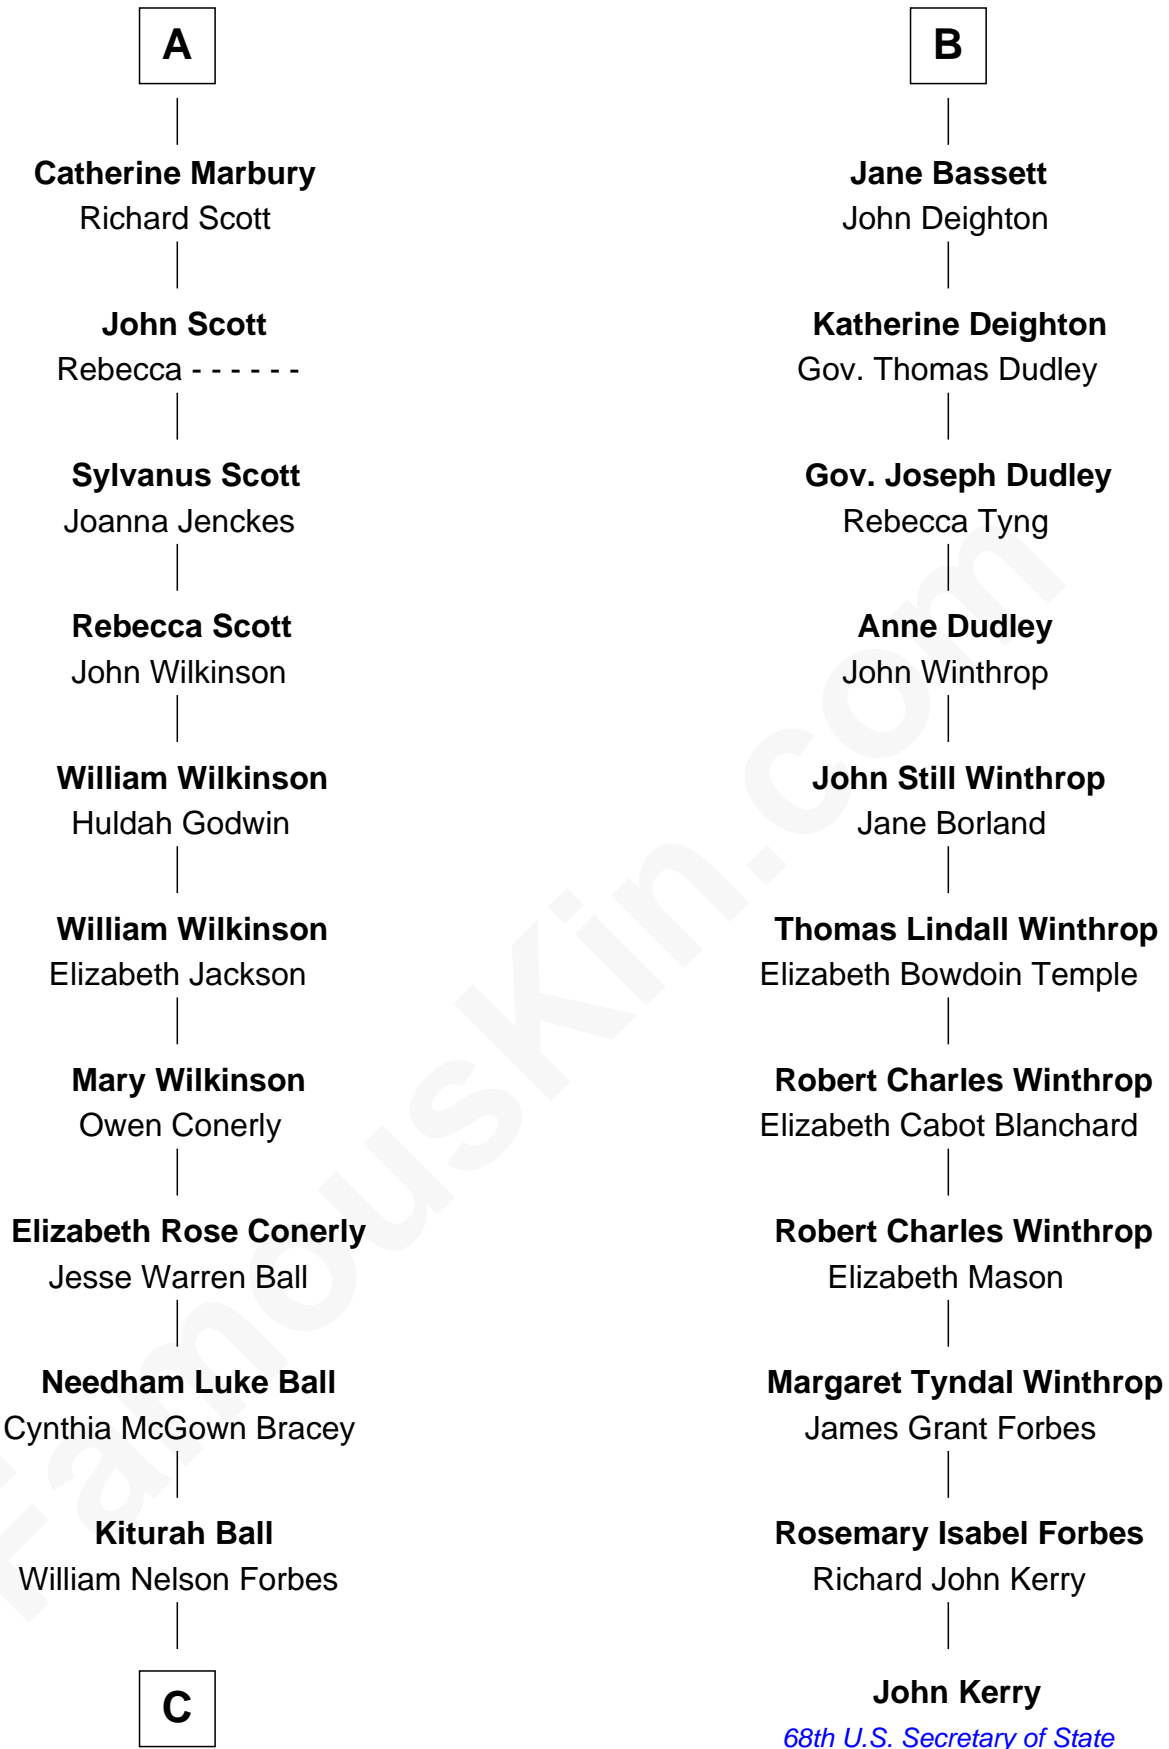 A
Catherine Marbury
Richard Scott
John Scott
Rebecca - - - - - -
Sylvanus Scott
Joanna Jenckes
Rebecca Scott
John Wilkinson
William Wilkinson
Huldah Godwin
William Wilkinson
Elizabeth Jackson
Mary Wilkinson
Owen Conerly
Elizabeth Rose Conerly
Jesse Warren Ball
Needham Luke Ball
Cynthia McGown Bracey
Kiturah Ball
William Nelson Forbes
C
B
Jane Bassett
John Deighton
Katherine Deighton
Gov. Thomas Dudley
Gov. Joseph Dudley
Rebecca Tyng
Anne Dudley
John Winthrop
John Still Winthrop
Jane Borland
Thomas Lindall Winthrop
Elizabeth Bowdoin Temple
Robert Charles Winthrop
Elizabeth Cabot Blanchard
Robert Charles Winthrop
Elizabeth Mason
Margaret Tyndal Winthrop
James Grant Forbes
Rosemary Isabel Forbes
Richard John Kerry
John Kerry
68th U.S. Secretary of State
FamousKin.com